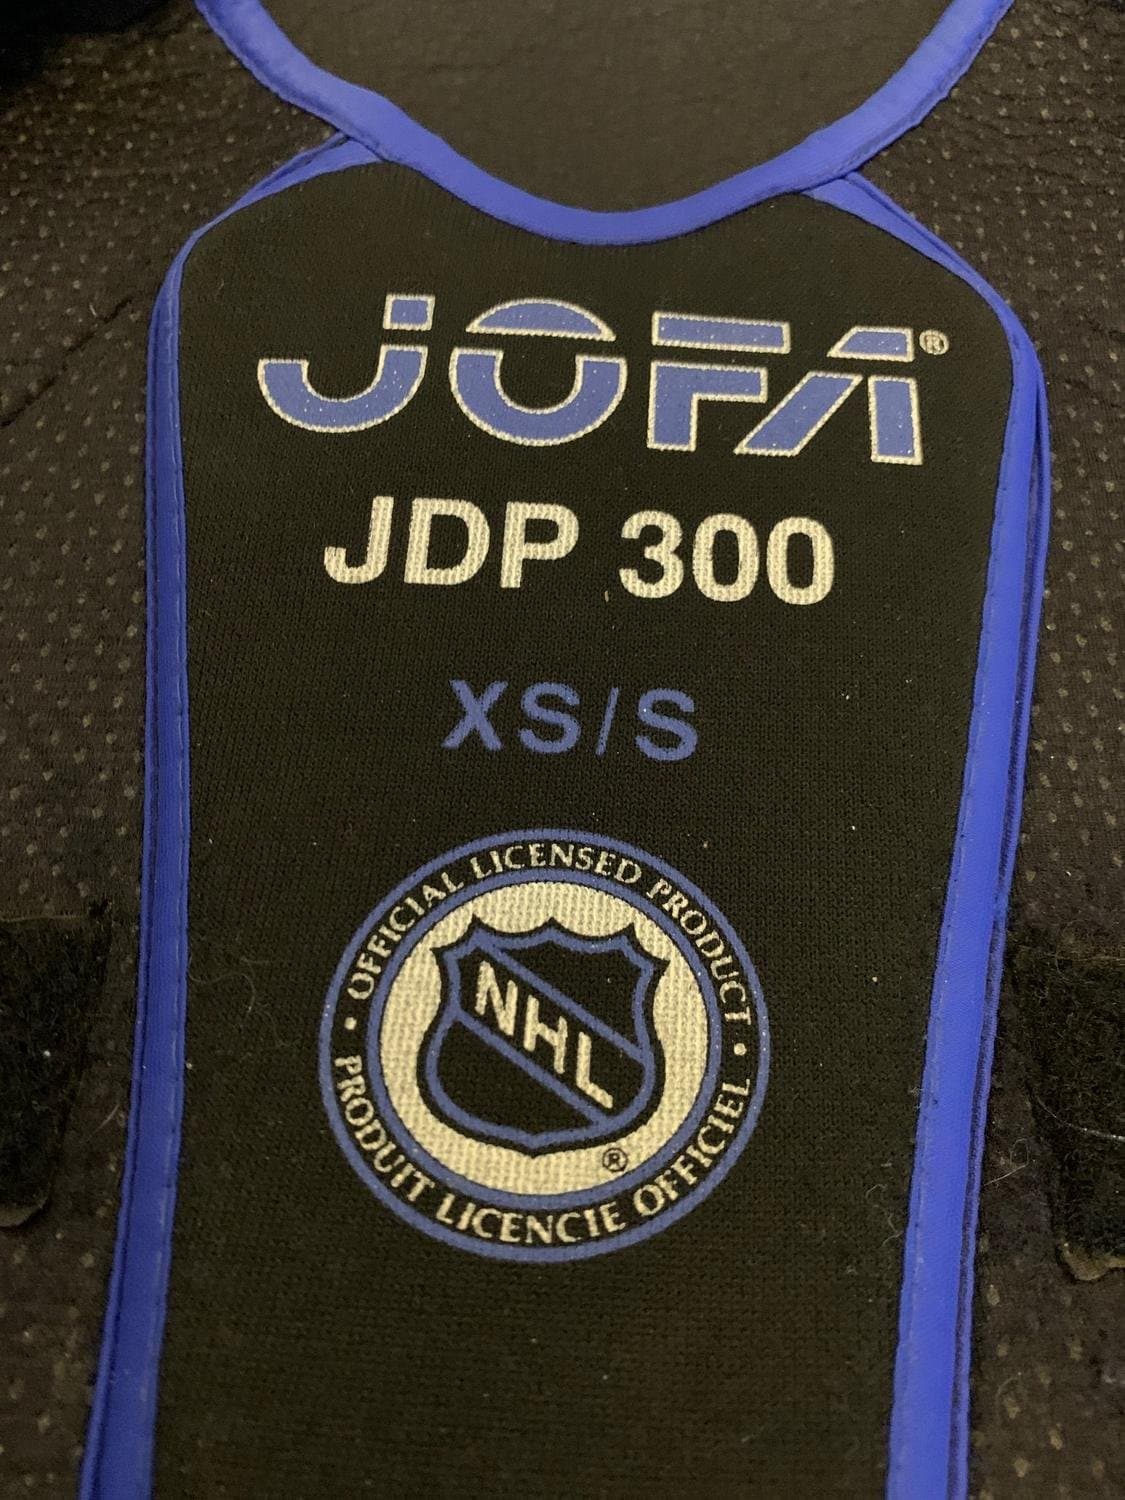 JOFA®
JDP 300
XS/S
OFFICIAL LICENSED PRODUCT •
NHL
®
PRODUIT LICENCIE OFFICIEL •